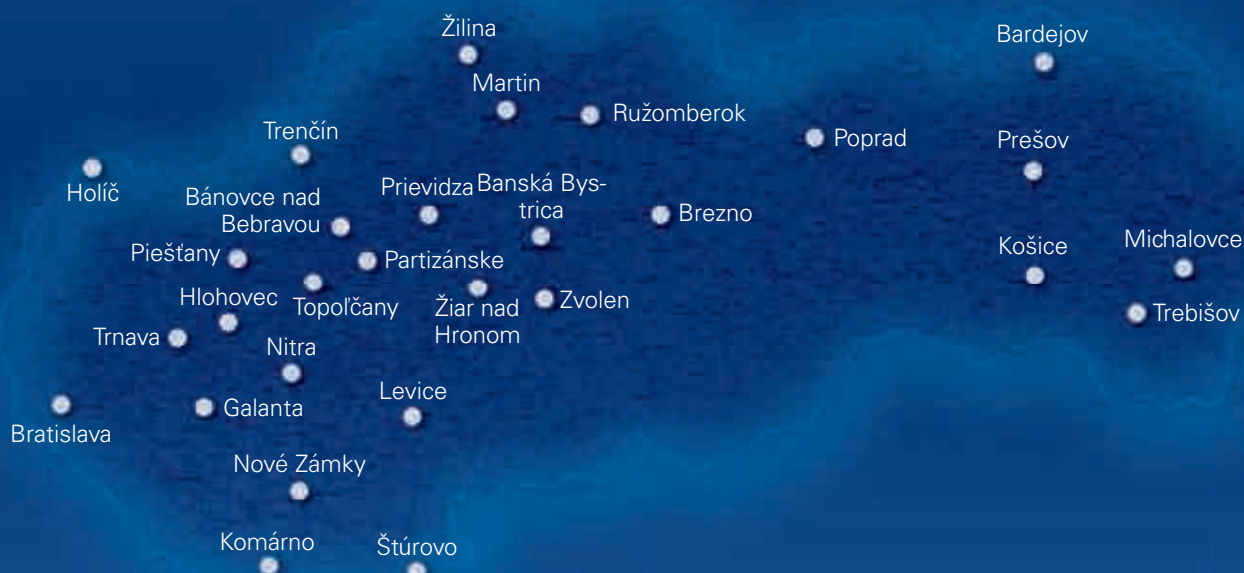 Žilina
Bardejov
Martin
Ružomberok
Trenčín
Poprad
Prešov
Holíč
Bánovce nad
Bebravou
Prievidza
Banská Bys-
trica
Brezno
Piešťany
Partizánske
Košice
Michalovce
Hlohovec
Topoľčany
Žiar nad
Hronom
Zvolen
Trebišov
Trnava
Nitra
Levice
Galanta
Bratislava
Nové Zámky
Komárno
Štúrovo